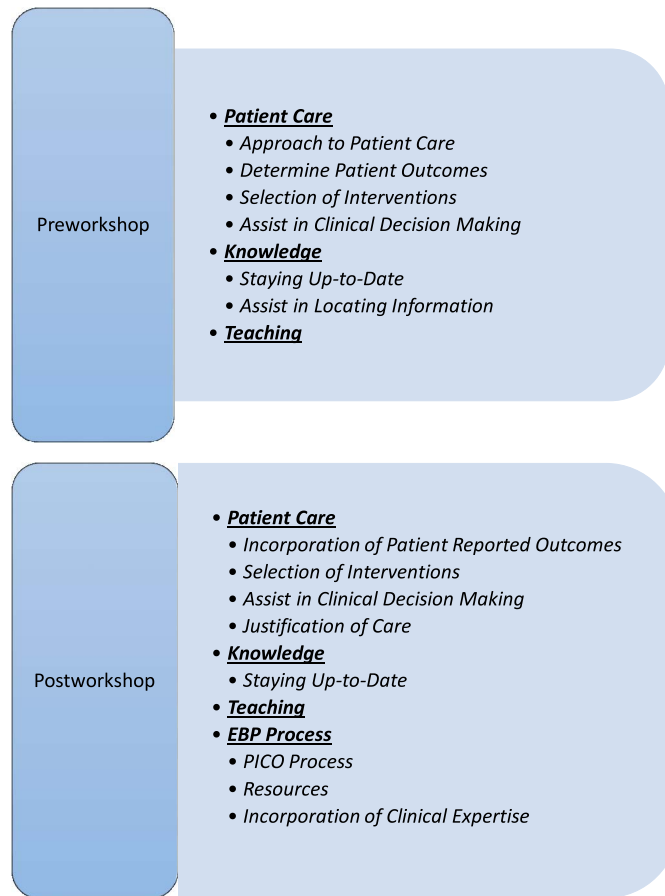 Preworkshop
• Patient Care
• Approach to Patient Care
• Determine Patient Outcomes
• Selection of Interventions
• Assist in Clinical Decision Making
• Knowledge
• Staying Up-to-Date
• Assist in Locating Information
• Teaching
Postworkshop
• Patient Care
• Incorporation of Patient Reported Outcomes
• Selection of Interventions
• Assist in Clinical Decision Making
• Justification of Care
• Knowledge
• Staying Up-to-Date
• Teaching
• EBP Process
• PICO Process
• Resources
• Incorporation of Clinical Expertise